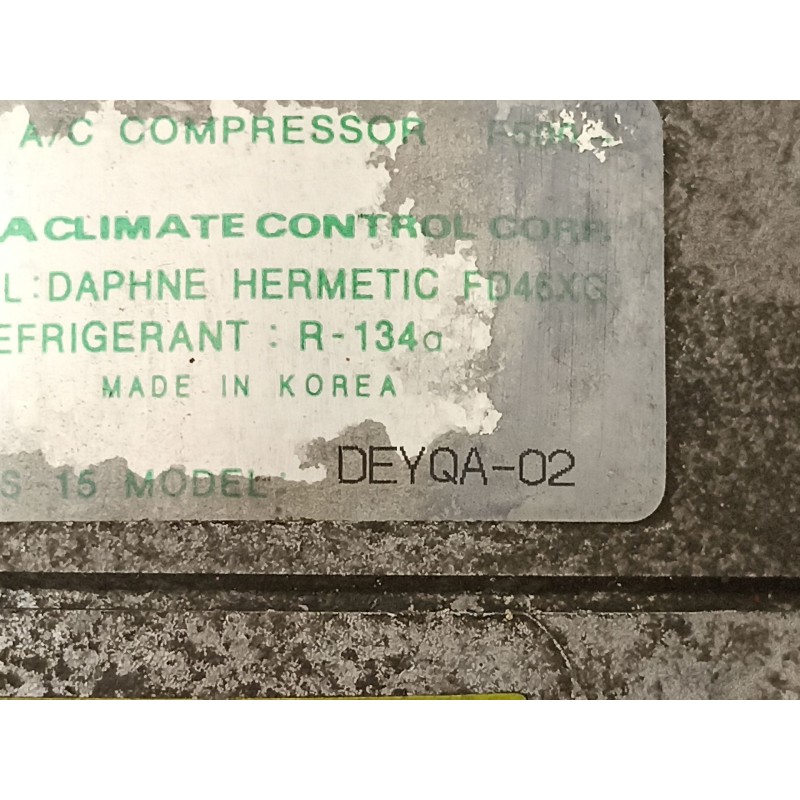 A/C COMPRESSOR
A CLIMATE CONTROL CORP.
L : DAPHNE HERMETIC FD46XG
EFRIGERANT : R-134a
MADE IN KOREA
S 15 MODEL: DEYQA-02